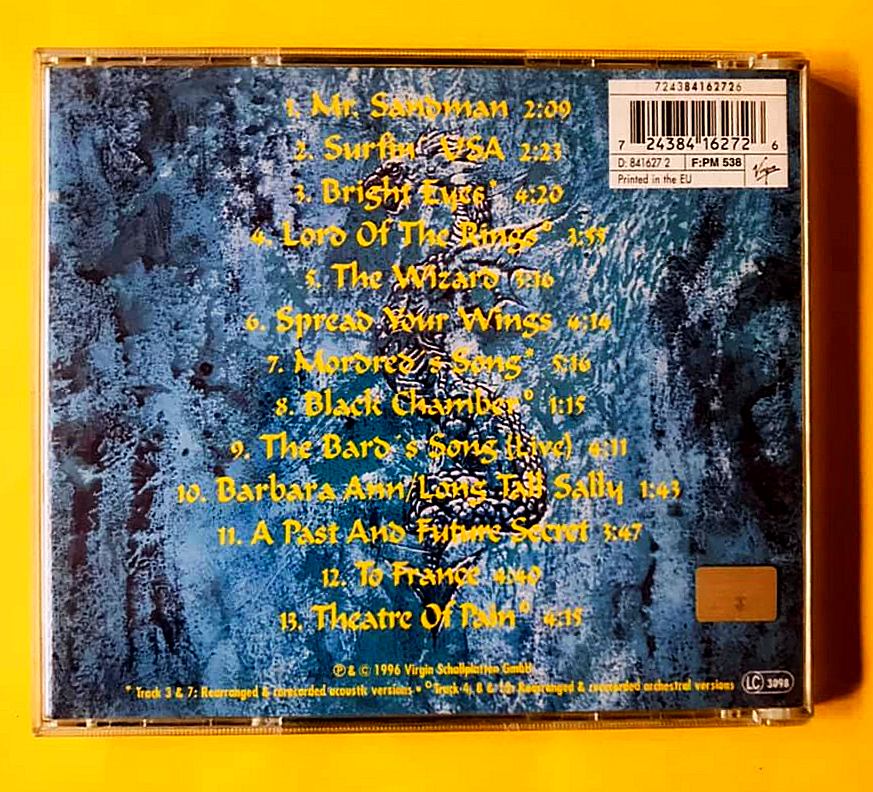 1. Mr. Sandman 2:09
2. Surfin' USA 2:23
3. Bright Eyes* 4:20
4. Lord Of The Rings° 3:55
5. The Wizard 3:16
6. Spread Your Wings 4:14
7. Mordred´s Song* 5:16
8. Black Chamber° 1:15
9. The Bard´s Song (Live) 4:11
10. Barbara Ann/Long Tall Sally 1:43
11. A Past And Future Secret 3:47
12. To France 4:40
13. Theatre Of Pain° 4:15
℗ & © 1996 Virgin Schallplatten GmbH
* Track 3 & 7: Rearranged & rerecorded acoustic versions • °Track 4, 8 & 13: Rearranged & rerecorded orchestral versions
LC 3098
724384162726
7 24384 16272 6
D: 841627 2 F:PM 538 Virgin
Printed in the EU